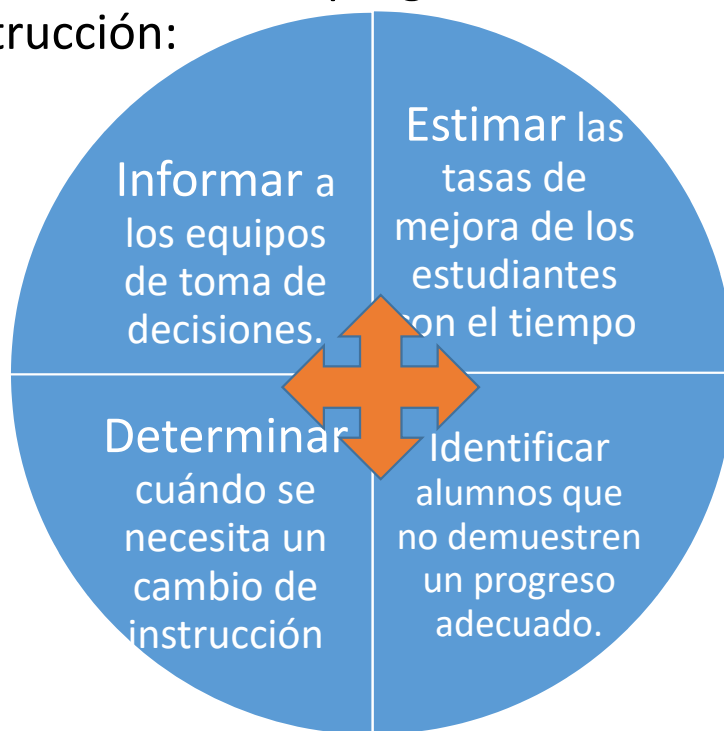 trucción:
Informar a
los equipos
de toma de
decisiones.
Estimar las
tasas de
mejora de los
estudiantes
con el tiempo
Determinar
cuándo se
necesita un
cambio de
instrucción
Identificar
alumnos que
no demuestren
un progreso
adecuado.